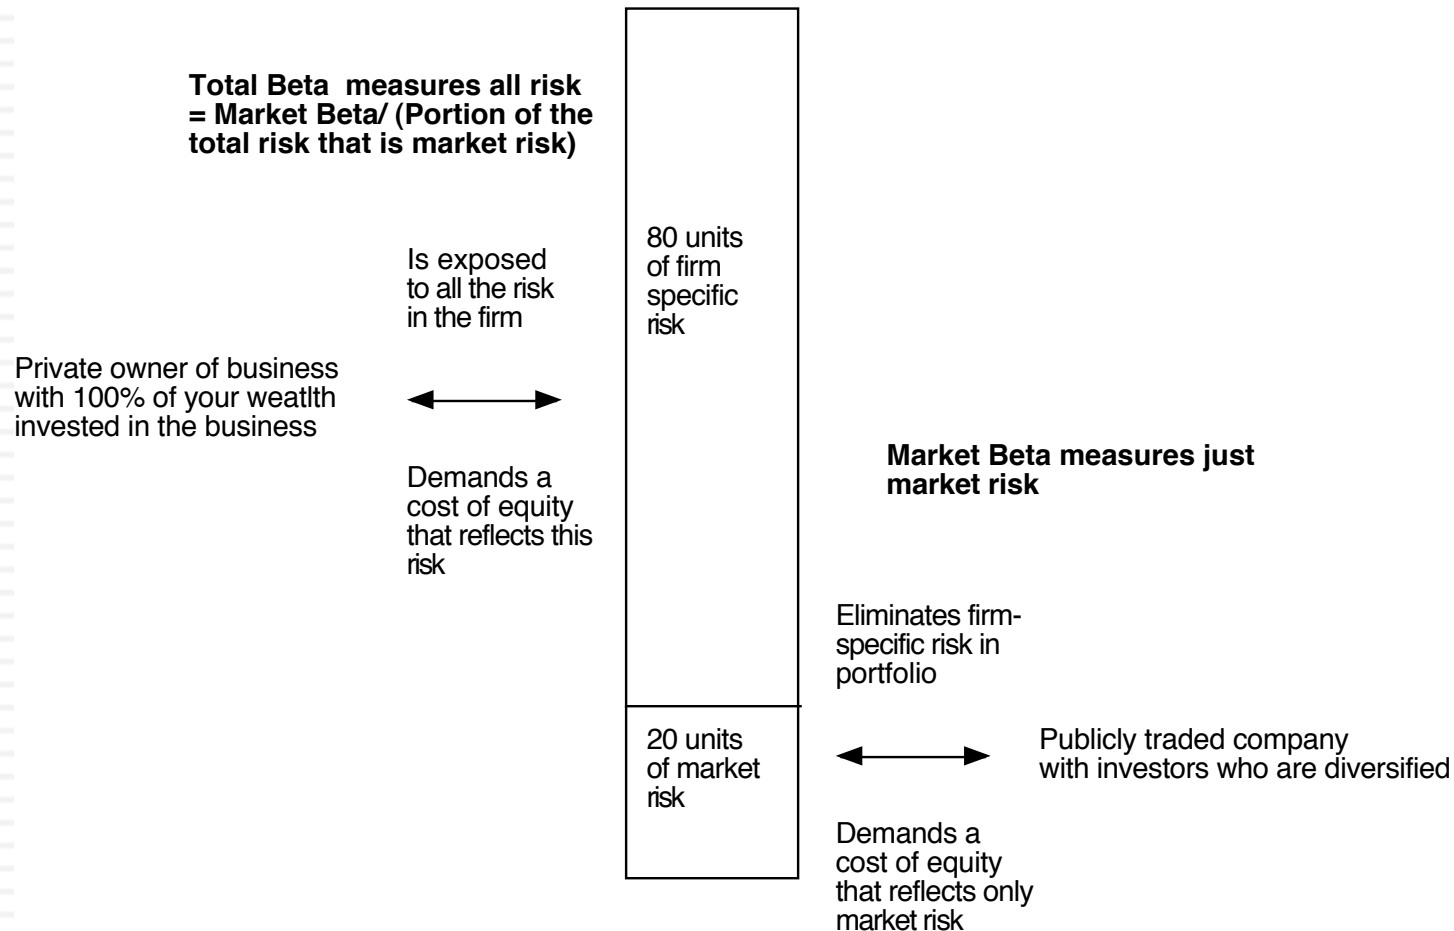 Total Beta  measures all risk
= Market Beta/ (Portion of the
total risk that is market risk)
80 units
of firm
specific
risk
Is exposed
to all the risk
in the firm
Private owner of business
with 100% of your weatlth
invested in the business
Demands a
cost of equity
that reflects this
risk
Market Beta measures just
market risk
Eliminates firm-
specific risk in
portfolio
20 units
of market
risk
Publicly traded company
with investors who are diversified
Demands a
cost of equity
that reflects only
market risk